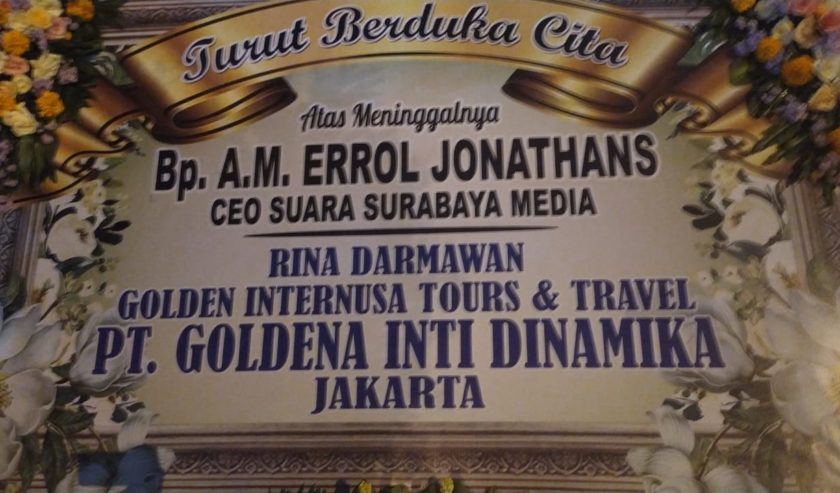 Turut Berduka Cita
Atas Meninggalnya
Bp. A.M. ERROL JONATHANS
CEO SUARA SURABAYA MEDIA
RINA DARMAWAN
GOLDEN INTERNUSA TOURS & TRAVEL
PT. GOLDENA INTI DINAMIKA
JAKARTA